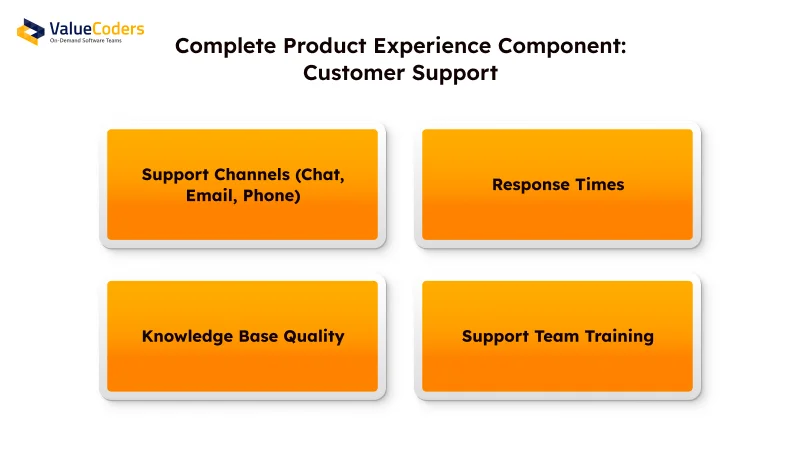 ValueCoders
On-Demand Software Teams
Complete Product Experience Component:
Customer Support
Support Channels (Chat,
Email, Phone)
Response Times
Knowledge Base Quality
Support Team Training